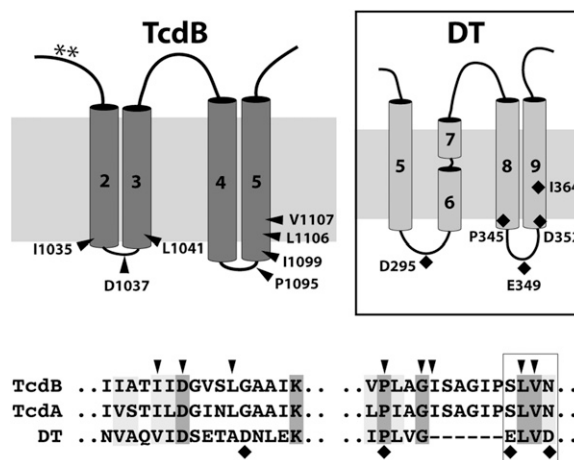 TcdB
DT
**
2 3 4 5
5 7 6 8 9
I364
V1107
L1106
I1035 L1041 I1099
D1037 P1095
P345 D352
D295 E349
TcdB ..IIATIIDGVSLGAAIK.. ..VPLAGISAGIPSLVN..
TcdA ..IVSTILDGINLGAAIK.. ..LPIAGISAGIPSLVN..
DT ..NVAQVIDSETADNLEK.. ..IPLVG------ELVD..